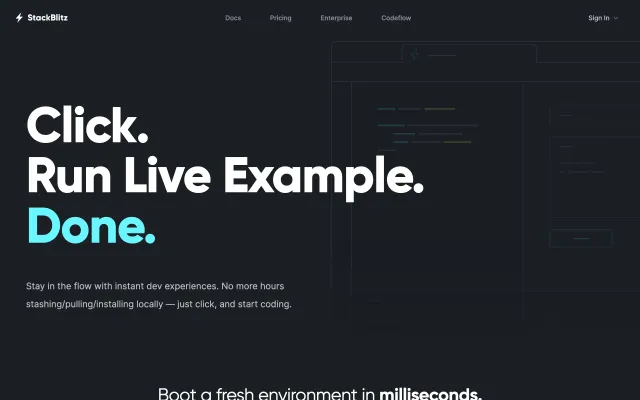 StackBlitz
Docs
Pricing
Enterprise
Codeflow
Sign In
Click.
Run Live Example.
Done.
Stay in the flow with instant dev experiences. No more hours
stashing/pulling/installing locally — just click, and start coding.
Boot a fresh environment in milliseconds.